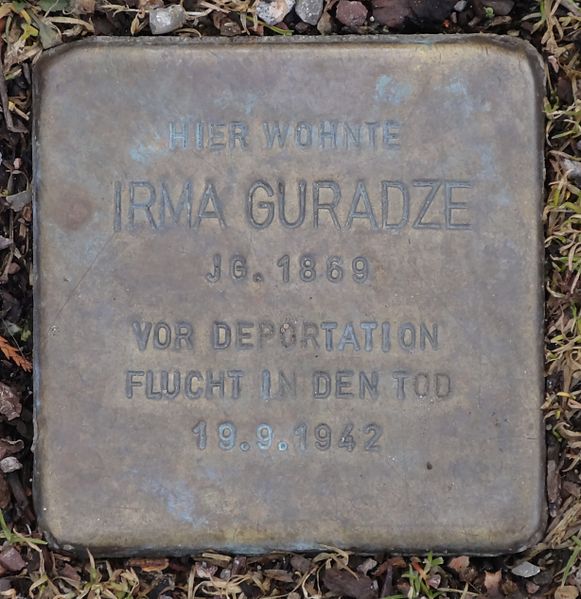 HIER WOHNTE
IRMA GURADZE
JG. 1869
VOR DEPORTATION
FLUCHT IN DEN TOD
19.9.1942